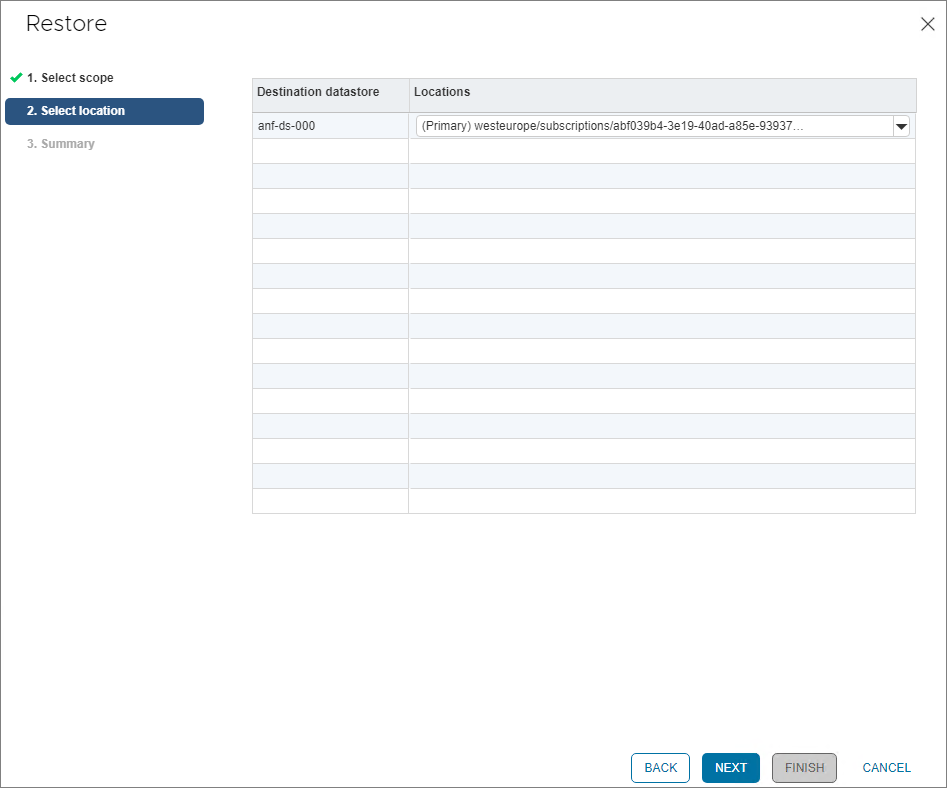 Restore
1. Select scope
2. Select location
3. Summary
Destination datastore Locations
anf-ds-000 (Primary) westeurope/subscriptions/abf039b4-3e19-40ad-a85e-93937...
BACK NEXT FINISH CANCEL